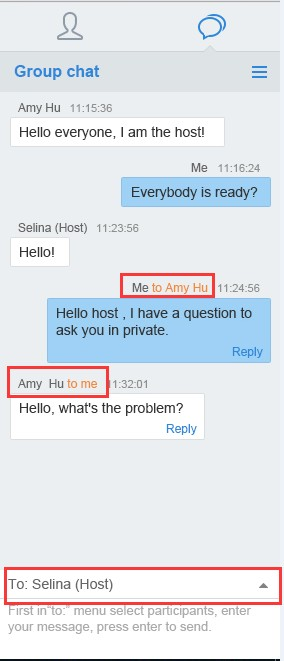 Group chat
Amy Hu 11:15:36
Hello everyone, I am the host!
Me 11:16:24
Everybody is ready?
Selina (Host) 11:23:56
Hello!
Me to Amy Hu 11:24:56
Hello host , I have a question to
ask you in private.
Reply
Amy Hu to me 11:32:01
Hello, what's the problem?
Reply
To: Selina (Host)
First in"to:" menu select participants, enter
your message, press enter to send.